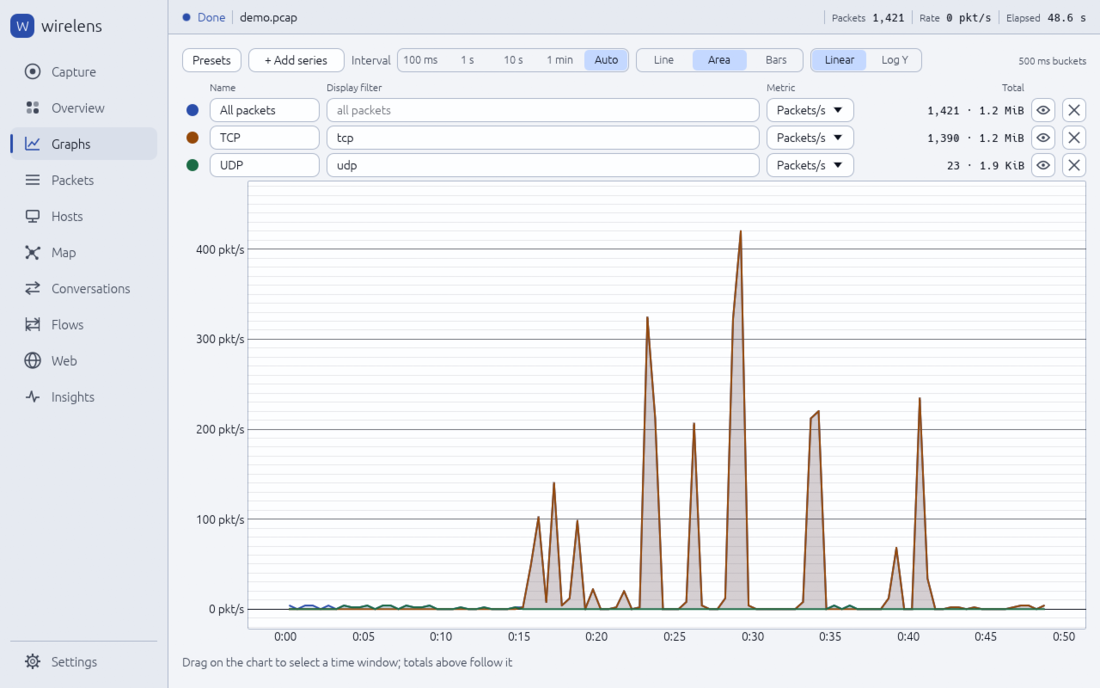 W wirelens
Done demo.pcap Packets 1,421 Rate 0 pkt/s Elapsed 48.6 s
Capture
Overview
Graphs
Packets
Hosts
Map
Conversations
Flows
Web
Insights
Settings
Presets + Add series Interval 100 ms 1 s 10 s 1 min Auto Line Area Bars Linear Log Y 500 ms buckets
Name Display filter Metric Total
All packets all packets Packets/s 1,421 · 1.2 MiB
TCP tcp Packets/s 1,390 · 1.2 MiB
UDP udp Packets/s 23 · 1.9 KiB
400 pkt/s
300 pkt/s
200 pkt/s
100 pkt/s
0 pkt/s
0:00 0:05 0:10 0:15 0:20 0:25 0:30 0:35 0:40 0:45 0:50
Drag on the chart to select a time window; totals above follow it